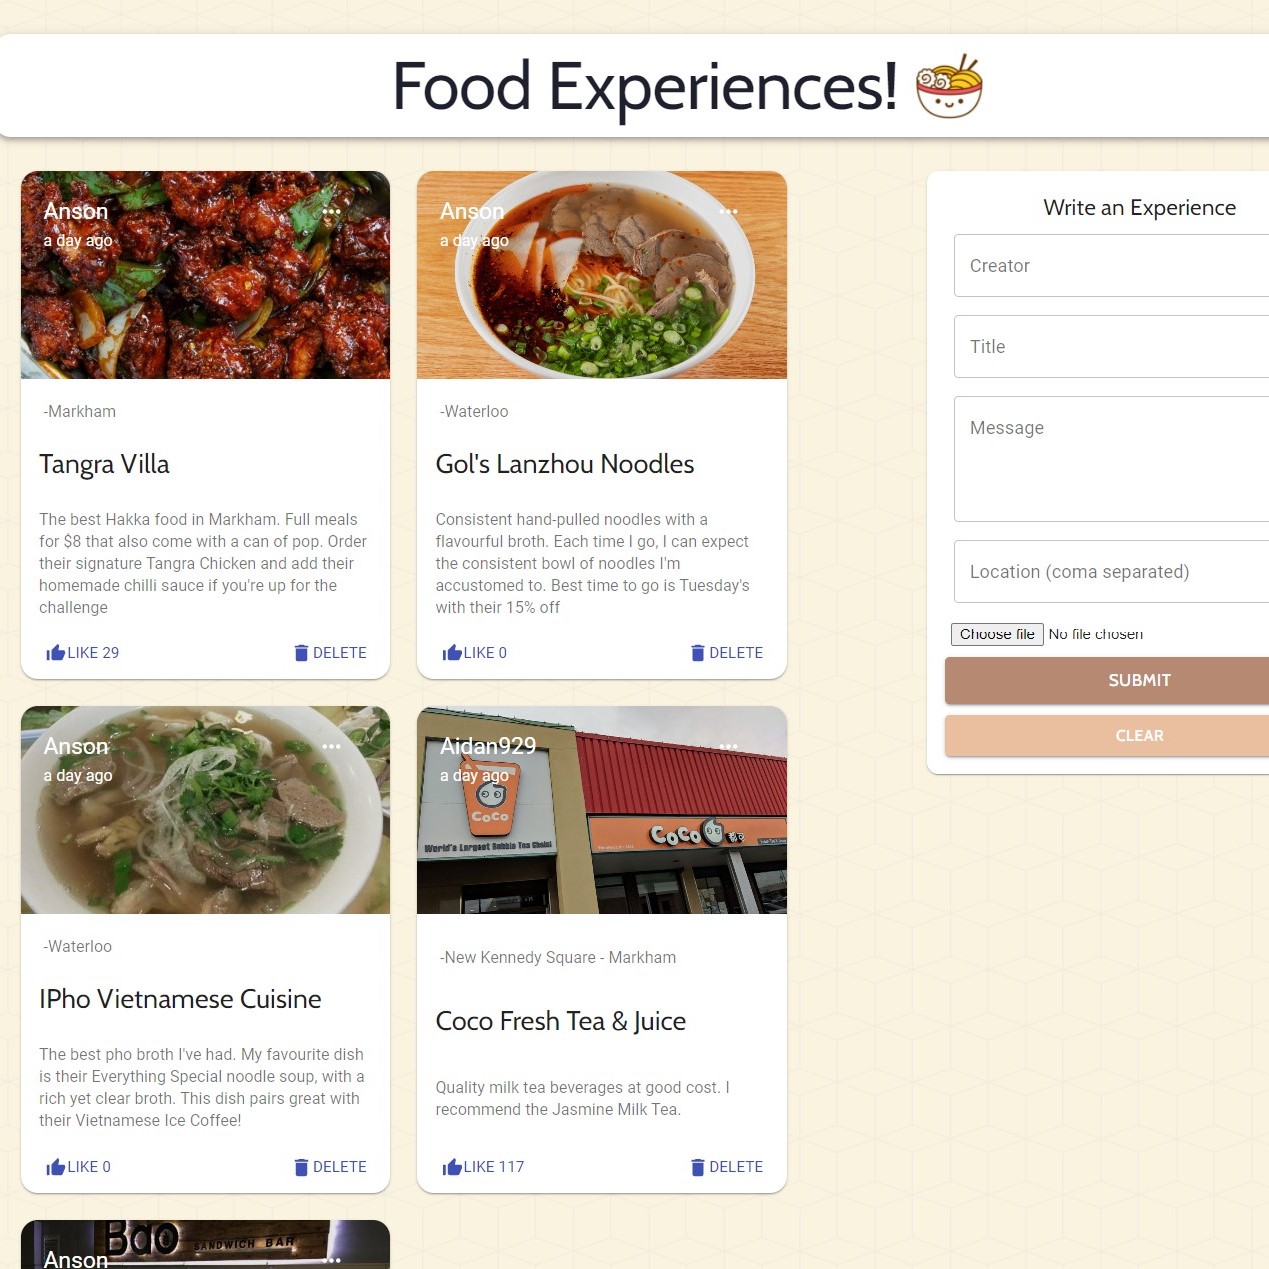 Food Experiences!
Anson
...
a day ago
-Markham
Tangra Villa
The best Hakka food in Markham. Full meals
for $8 that also come with a can of pop. Order
their signature Tangra Chicken and add their
homemade chilli sauce if you're up for the
challenge
LIKE 29
DELETE
Anson
...
a day ago
-Waterloo
Gol's Lanzhou Noodles
Consistent hand-pulled noodles with a
flavourful broth. Each time I go, I can expect
the consistent bowl of noodles I'm
accustomed to. Best time to go is Tuesday's
with their 15% off
LIKE 0
DELETE
Anson
...
a day ago
-Waterloo
IPho Vietnamese Cuisine
The best pho broth I've had. My favourite dish
is their Everything Special noodle soup, with a
rich yet clear broth. This dish pairs great with
their Vietnamese Ice Coffee!
LIKE 0
DELETE
Aidan929
...
a day ago
CoCo
World's Largest Bubble Tea Chain!
CoCo
-New Kennedy Square - Markham
Coco Fresh Tea & Juice
Quality milk tea beverages at good cost. I
recommend the Jasmine Milk Tea.
LIKE 117
DELETE
Bao
SANDWICH BAR
Anson
...
Write an Experience
Creator
Title
Message
Location (coma separated)
Choose file No file chosen
SUBMIT
CLEAR